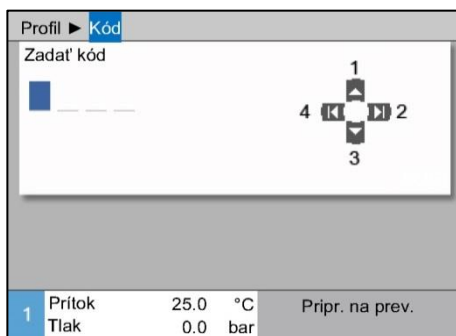 Profil ► Kód
Zadať kód
1
4 2
3
1 Prítok 25.0 °C Pripr. na prev.
Tlak 0.0 bar